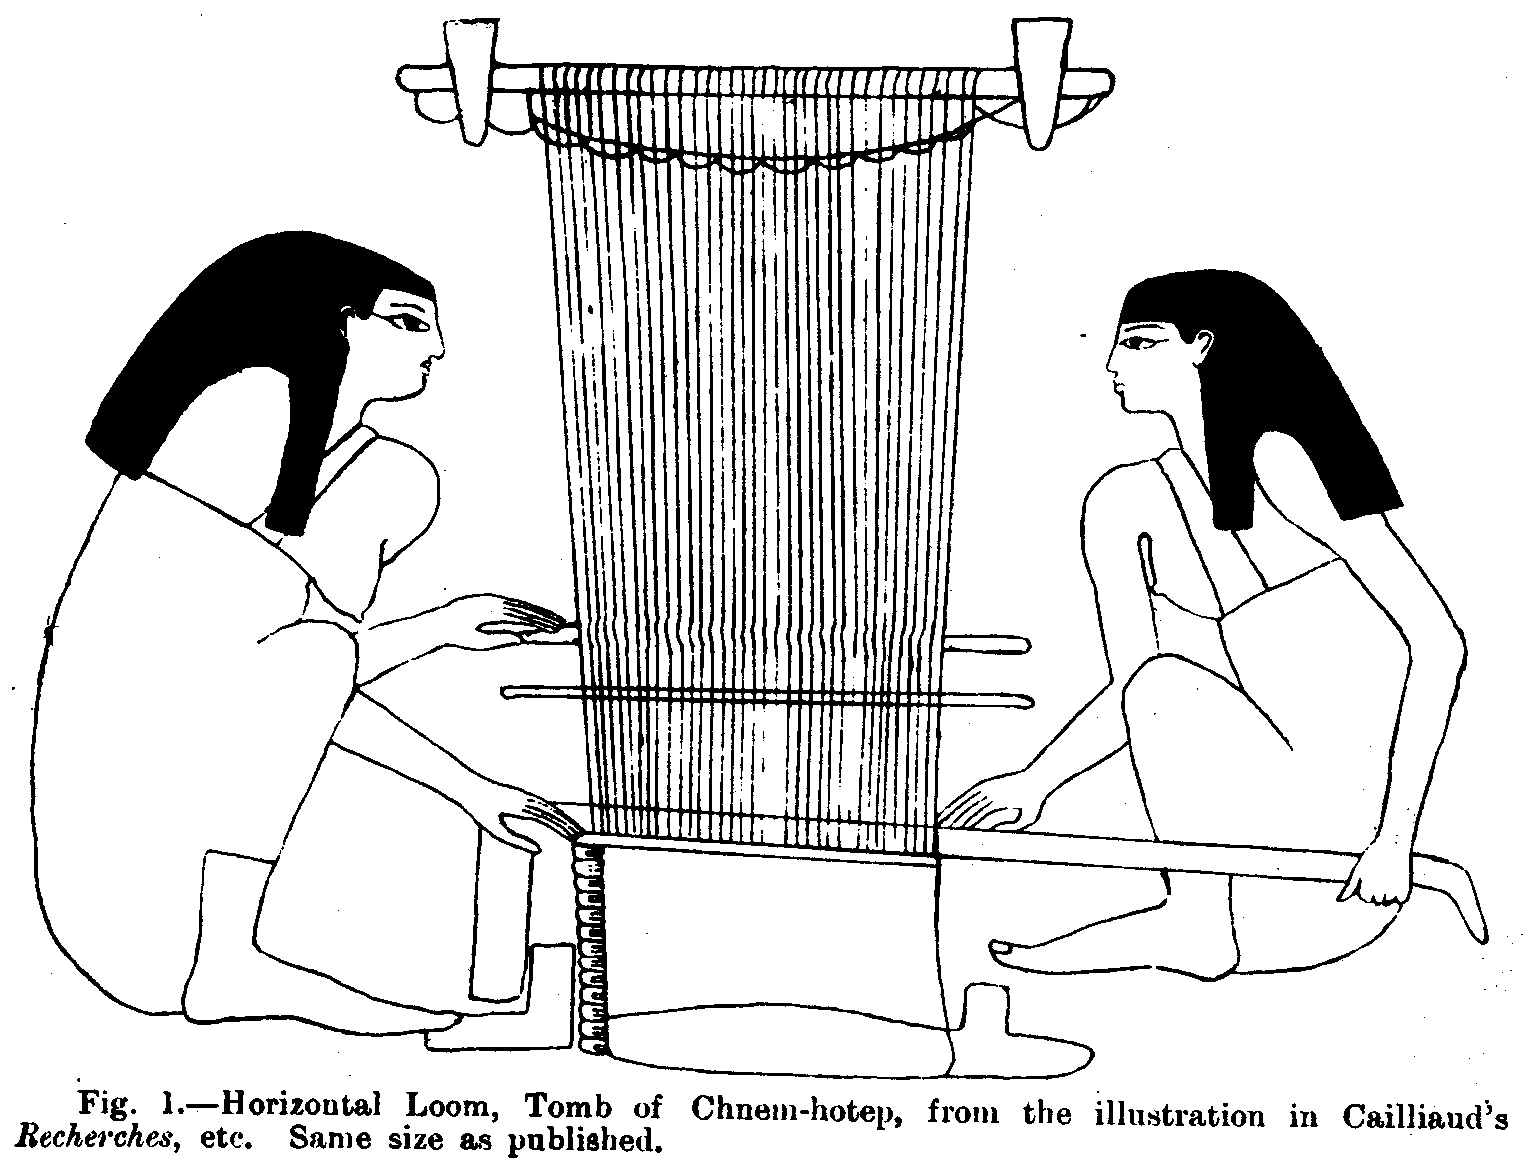 Fig. 1.—Horizontal Loom, Tomb of Chnem-hotep, from the illustration in Cailliaud's
Recherches, etc. Same size as published.